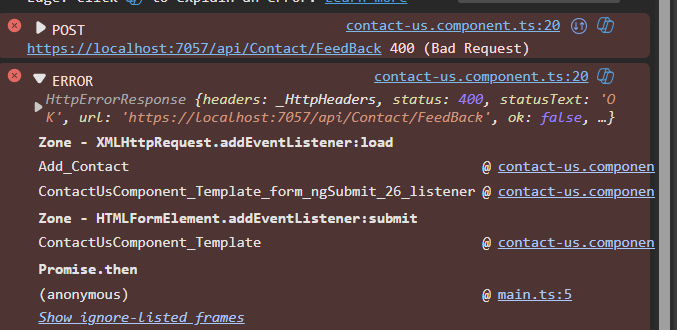 Edge. Click to explain an error. Learn more
POST contact-us.component.ts:20
https://localhost:7057/api/Contact/FeedBack 400 (Bad Request)
ERROR contact-us.component.ts:20
HttpErrorResponse {headers: _HttpHeaders, status: 400, statusText: 'O
K', url: 'https://localhost:7057/api/Contact/FeedBack', ok: false, …}
Zone - XMLHttpRequest.addEventListener:load
Add_Contact @ contact-us.componen
ContactUsComponent_Template_form_ngSubmit_26_listener @ contact-us.componen
Zone - HTMLFormElement.addEventListener:submit
ContactUsComponent_Template @ contact-us.componen
Promise.then
(anonymous) @ main.ts:5
Show ignore-listed frames